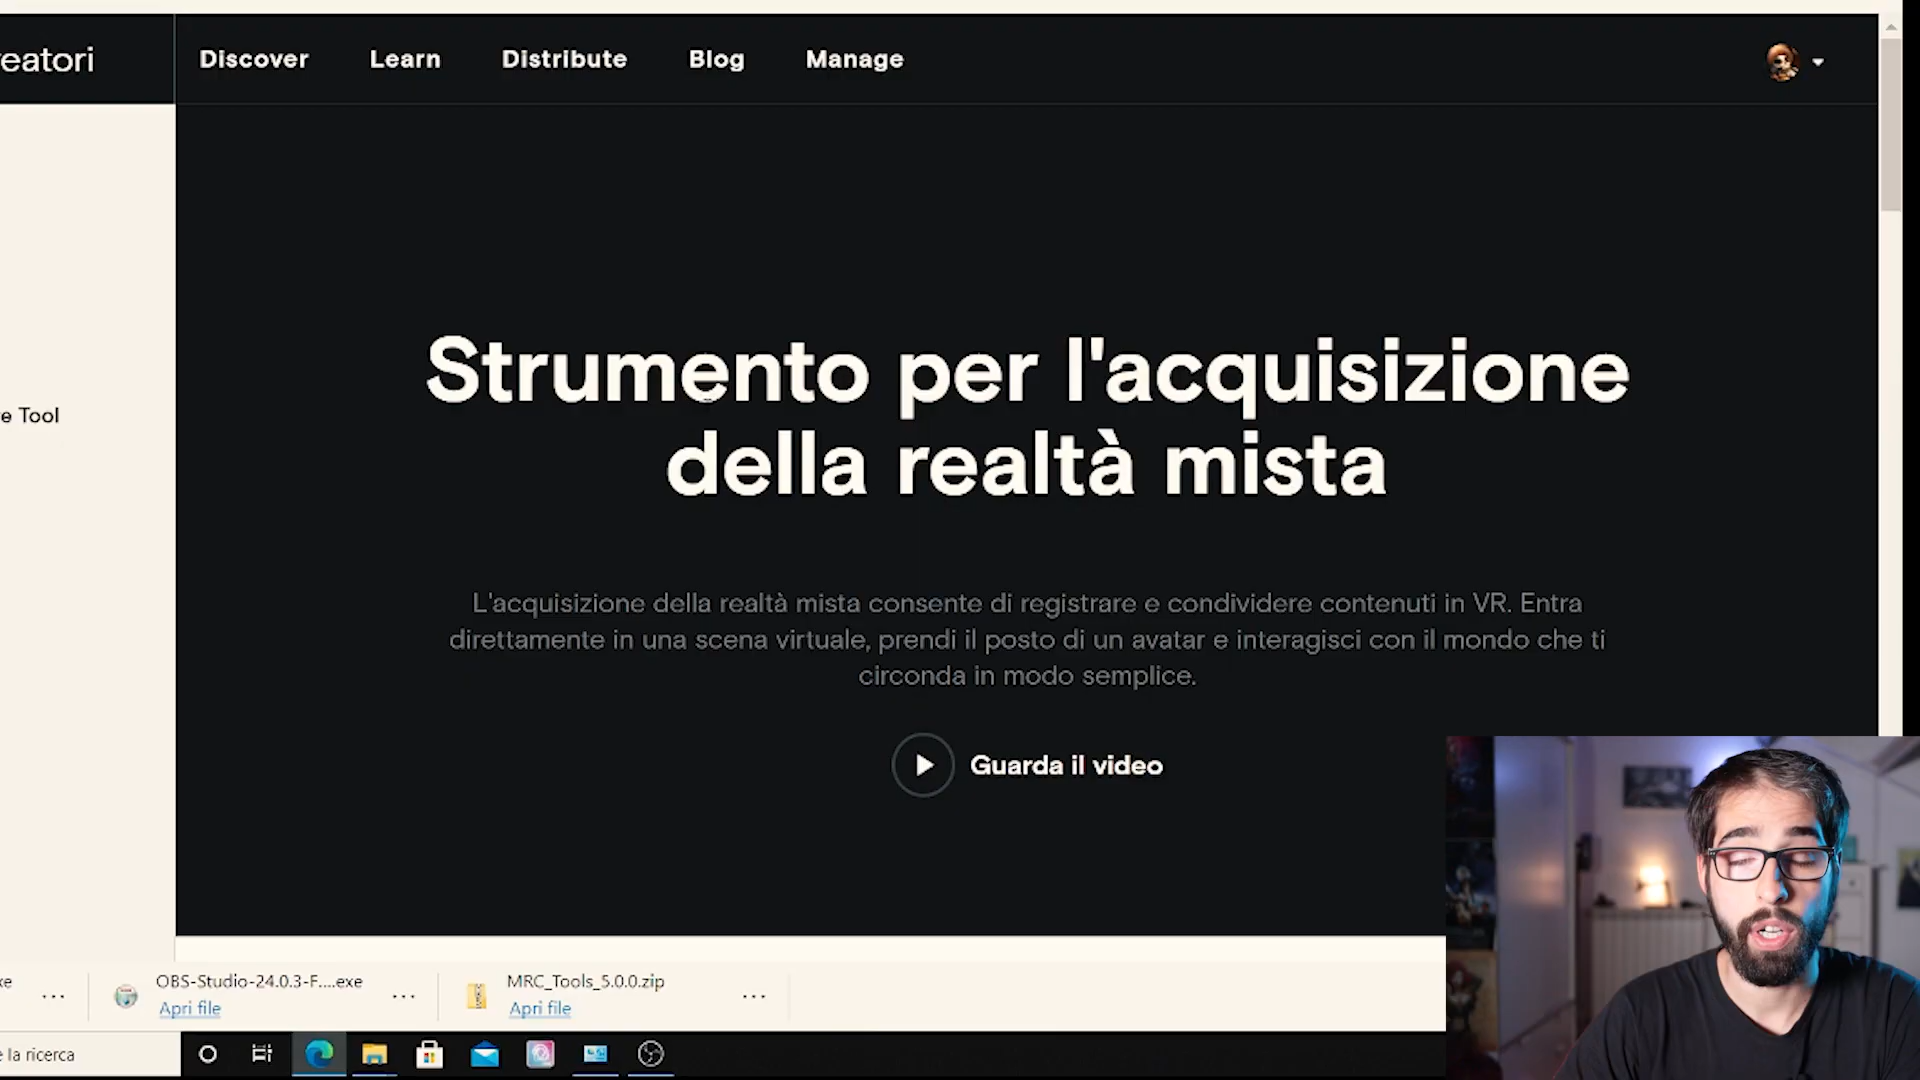 eatori
Discover
Learn
Distribute
Blog
Manage
e Tool
Strumento per l'acquisizione
della realtà mista
L'acquisizione della realtà mista consente di registrare e condividere contenuti in VR. Entra
direttamente in una scena virtuale, prendi il posto di un avatar e interagisci con il mondo che ti
circonda in modo semplice.
Guarda il video
xe
OBS-Studio-24.0.3-F....exe
Apri file
MRC_Tools_5.0.0.zip
Apri file
e la ricerca